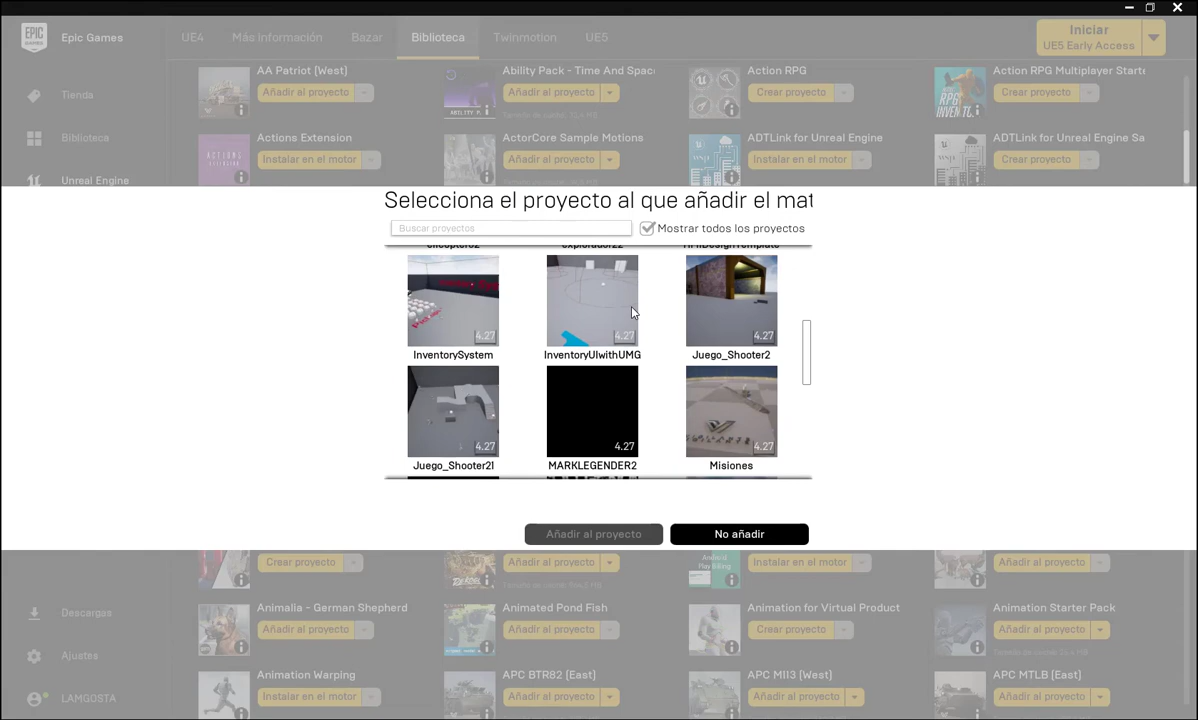 EPIC GAMES
Epic Games
UE4
Más información
Bazar
Biblioteca
Twinmotion
UE5
Iniciar
UE5 Early Access
Tienda
Biblioteca
Unreal Engine
AA Patriot (West)
Añadir al proyecto
Ability Pack - Time And Spac
Añadir al proyecto
Action RPG
Crear proyecto
Action RPG Multiplayer Starte
Crear proyecto
Actions Extension
Instalar en el motor
ActorCore Sample Motions
Añadir al proyecto
ADTLink for Unreal Engine
Instalar en el motor
ADTLink for Unreal Engine Sa
Crear proyecto
Selecciona el proyecto al que añadir el mat
Buscar proyectos
Mostrar todos los proyectos
4.27
4.27
4.27
InventorySystem
InventoryUIwithUMG
Juego_Shooter2
4.27
4.27
4.27
Juego_Shooter21
MARKLEGENDER2
Misiones
Añadir al proyecto
No añadir
Crear proyecto
Añadir al proyecto
Android
Play Billing
Instalar en el motor
Añadir al proyecto
Descargas
Ajustes
LAMGOSTA
Animalia - German Shepherd
Añadir al proyecto
Animated Pond Fish
Añadir al proyecto
Animation for Virtual Product
Crear proyecto
Animation Starter Pack
Añadir al proyecto
Animation Warping
Instalar en el motor
APC BTR82 (East)
Añadir al proyecto
APC M113 (West)
Añadir al proyecto
APC MTLB (East)
Añadir al proyecto